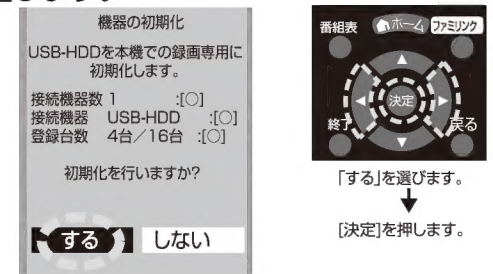 機器の初期化
USB-HDDを本機での録画専用に
初期化します。
接続機器数 1 :[○]
接続機器 USB-HDD :[○]
登録台数 4台／16台 :[○]
初期化を行いますか?
する
しない
番組表
ホーム
ファミリンク
決定
終了
戻る
「する」を選びます。
[決定]を押します。